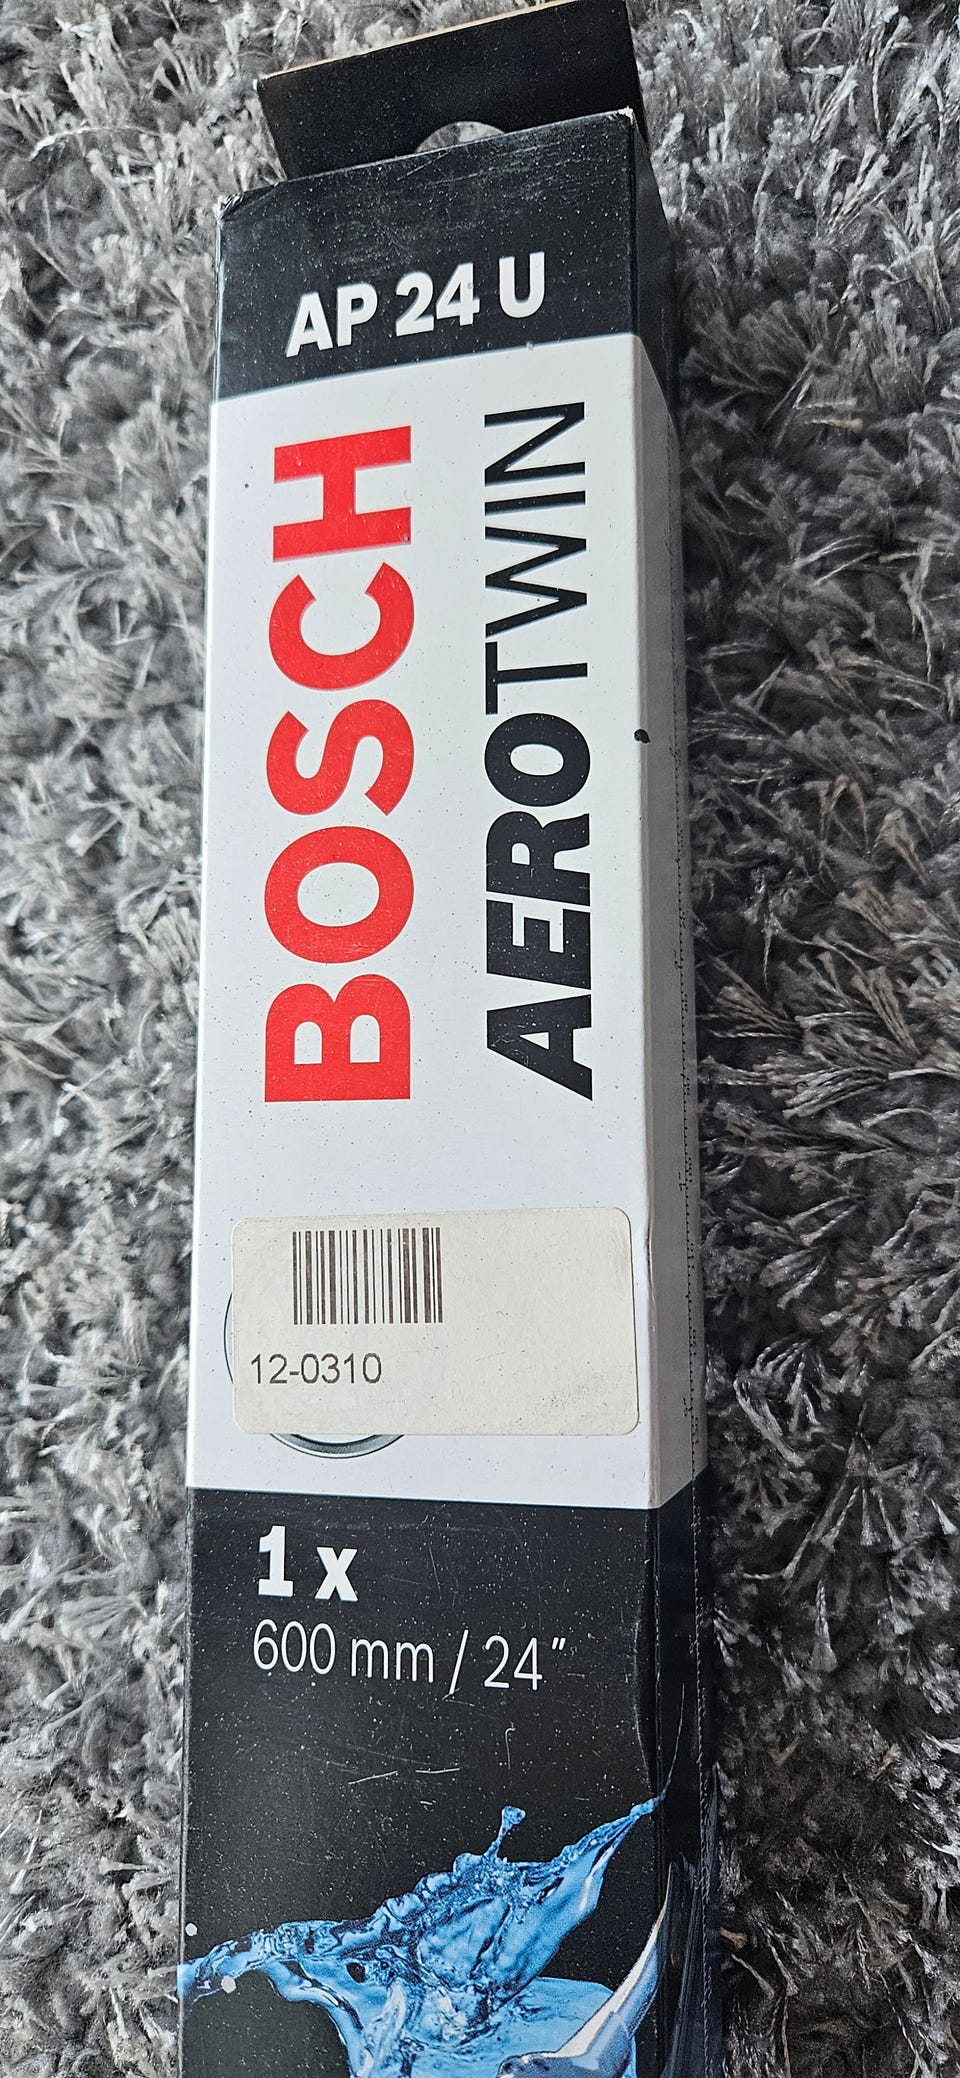 AP 24 U
BOSCH
AEROTWIN
12-0310
1 x
600 mm / 24"